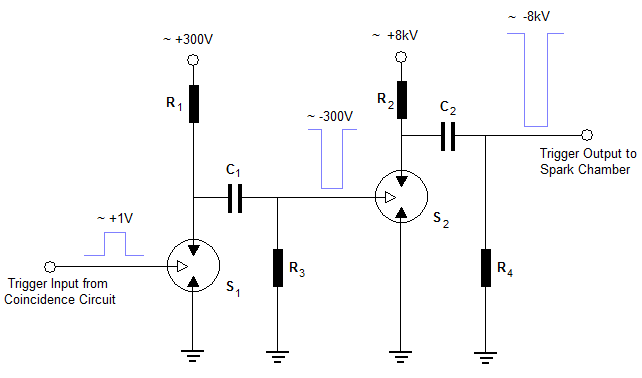 ~ +300V
~ +8kV
~ -8kV
R1
R2
C2
~ -300V
Trigger Output to
Spark Chamber
C1
~ +1V
S2
Trigger Input from
Coincidence Circuit
S1
R3
R4